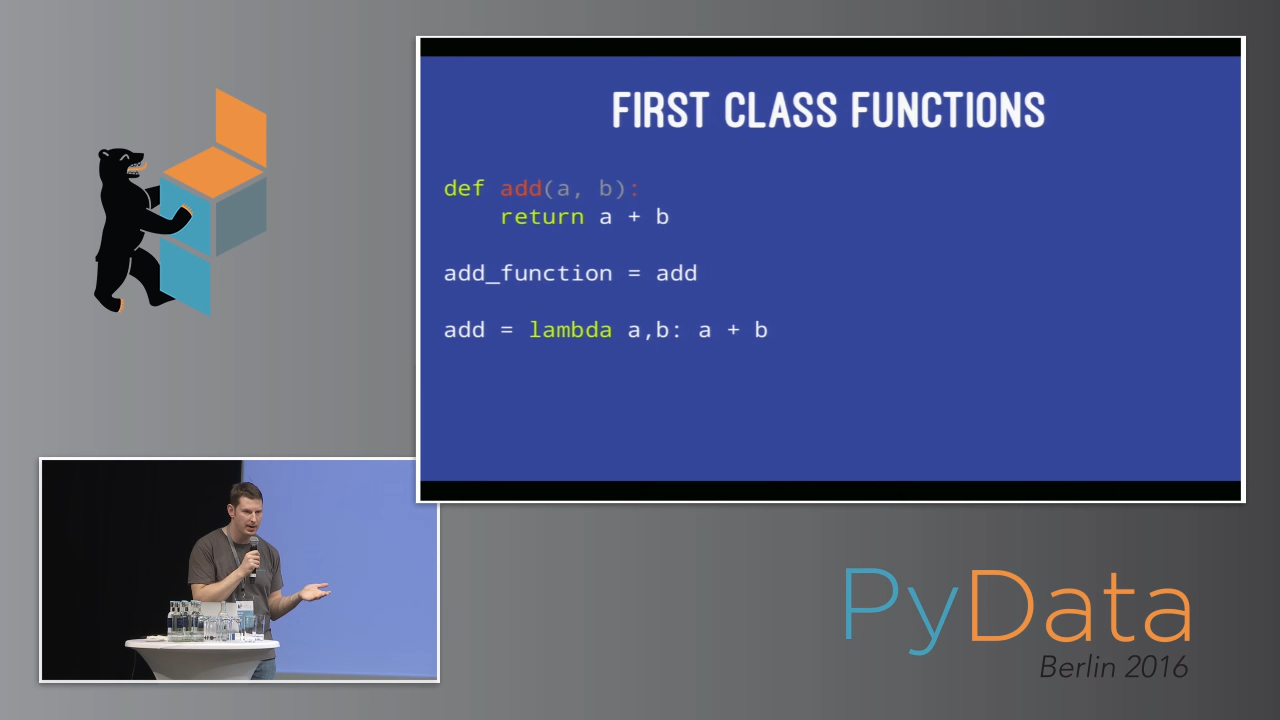 FIRST CLASS FUNCTIONS
def add(a, b):
    return a + b
add_function = add
add = lambda a,b: a + b
PyData
Berlin 2016